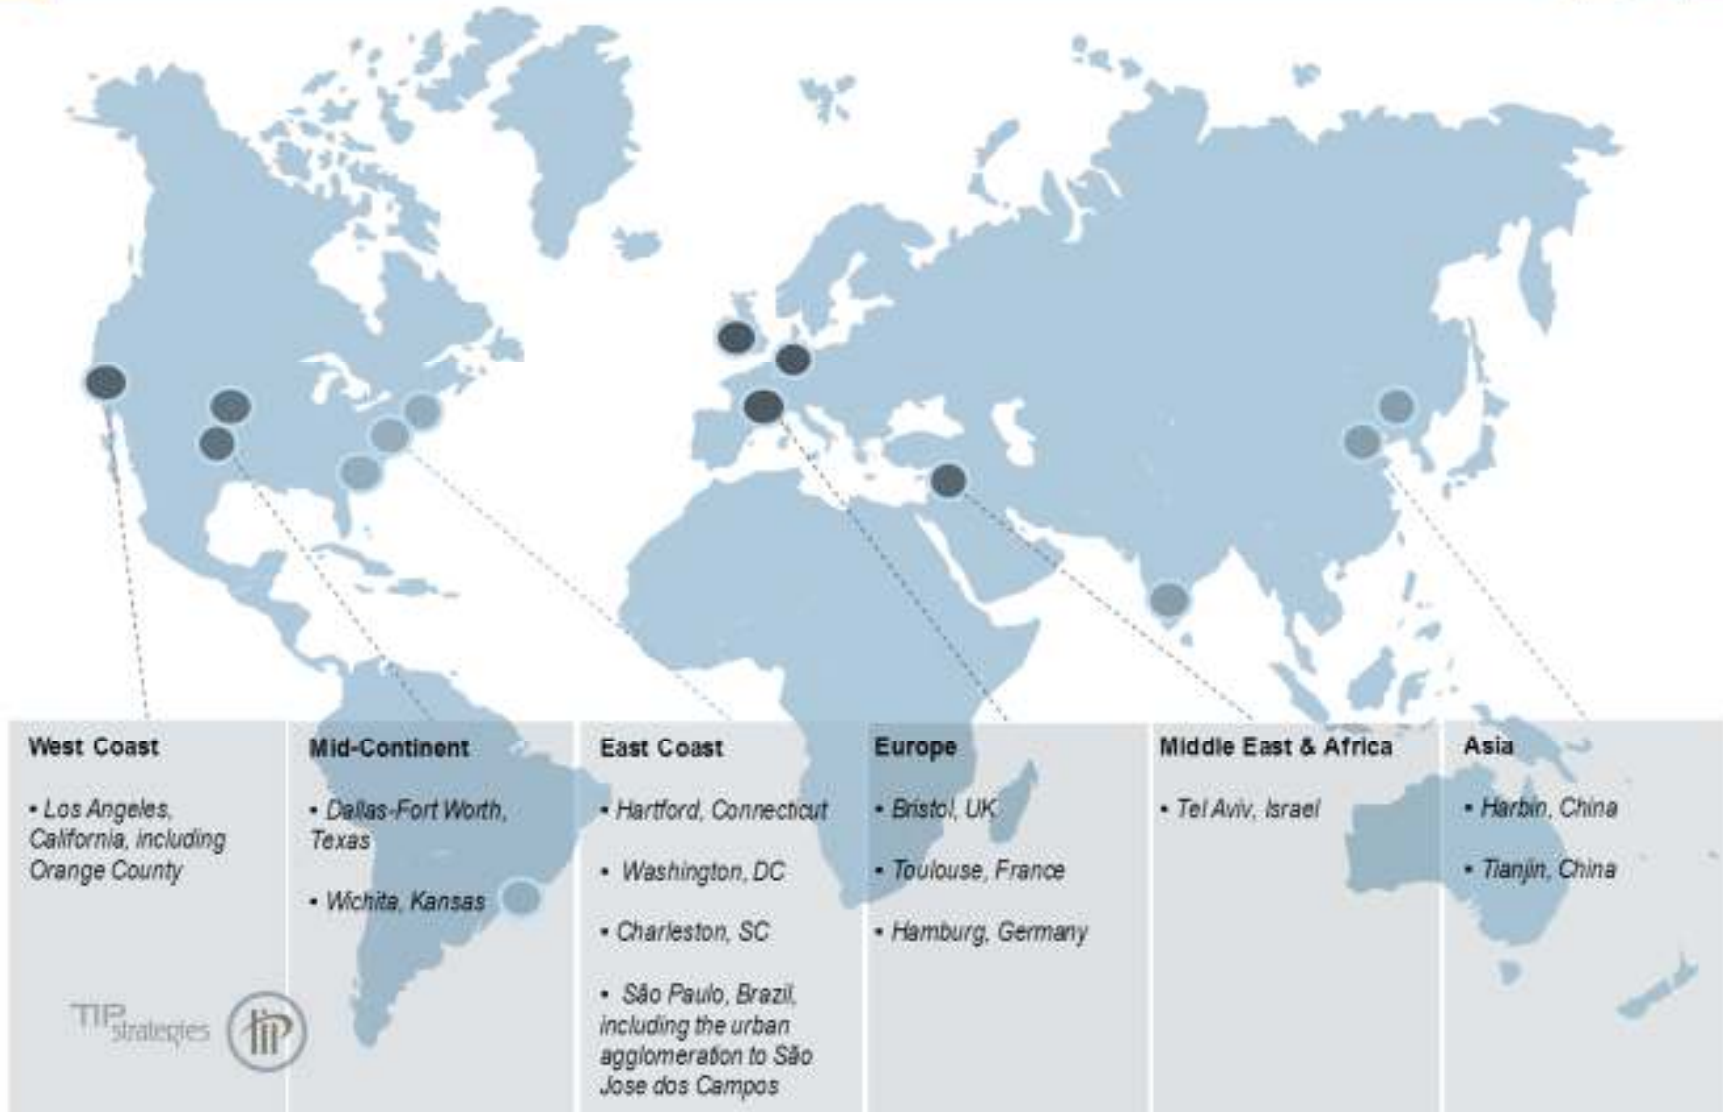 West Coast
• Los Angeles,
California, including
Orange County
Mid-Continent
• Dallas-Fort Worth,
Texas
• Wichita, Kansas
East Coast
• Hartford, Connecticut
• Washington, DC
• Charleston, SC
• São Paulo, Brazil,
including the urban
agglomeration to São
Jose dos Campos
Europe
• Bristol, UK
• Toulouse, France
• Hamburg, Germany
Middle East & Africa
• Tel Aviv, Israel
Asia
• Harbin, China
• Tianjin, China
TIP
strategies
TIP